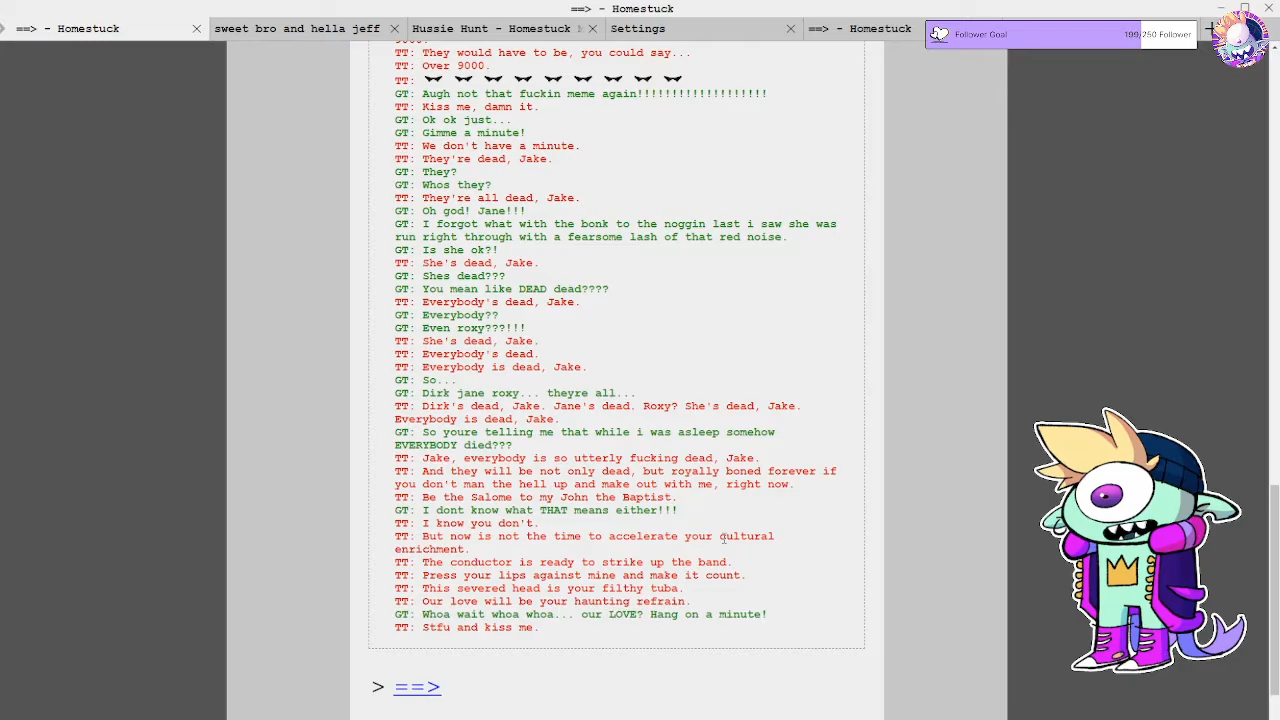 ==> - Homestuck
==> - Homestuck
sweet bro and hella jeff
Hussie Hunt - Homestuck
Settings
==> - Homestuck
Follower Goal
199/250 Follower
TT: They would have to be, you could say...
TT: Over 9000.
TT:
GT: Augh not that fuckin meme again!!!!!!!!!!!!!!!!!!!
TT: Kiss me, damn it.
GT: Ok ok just...
GT: Gimme a minute!
TT: We don't have a minute.
TT: They're dead, Jake.
GT: They?
GT: Whos they?
TT: They're all dead, Jake.
GT: Oh god! Jane!!!
GT: I forgot what with the bonk to the noggin last i saw she was
run right through with a fearsome lash of that red noise.
GT: Is she ok?!
TT: She's dead, Jake.
GT: Shes dead???
GT: You mean like DEAD dead????
TT: Everybody's dead, Jake.
GT: Everybody??
GT: Even roxy???!!!
TT: She's dead, Jake.
TT: Everybody's dead.
TT: Everybody is dead, Jake.
GT: So...
GT: Dirk jane roxy... theyre all...
TT: Dirk's dead, Jake. Jane's dead. Roxy? She's dead, Jake.
Everybody is dead, Jake.
GT: So youre telling me that while i was asleep somehow
EVERYBODY died???
TT: Jake, everybody is so utterly fucking dead, Jake.
TT: And they will be not only dead, but royally boned forever if
you don't man the hell up and make out with me, right now.
TT: Be the Salome to my John the Baptist.
GT: I dont know what THAT means either!!!
TT: I know you don't.
TT: But now is not the time to accelerate your cultural
enrichment.
TT: The conductor is ready to strike up the band.
TT: Press your lips against mine and make it count.
TT: This severed head is your filthy tuba.
TT: Our love will be your haunting refrain.
GT: Whoa wait whoa whoa... our LOVE? Hang on a minute!
TT: Stfu and kiss me.
> ==>